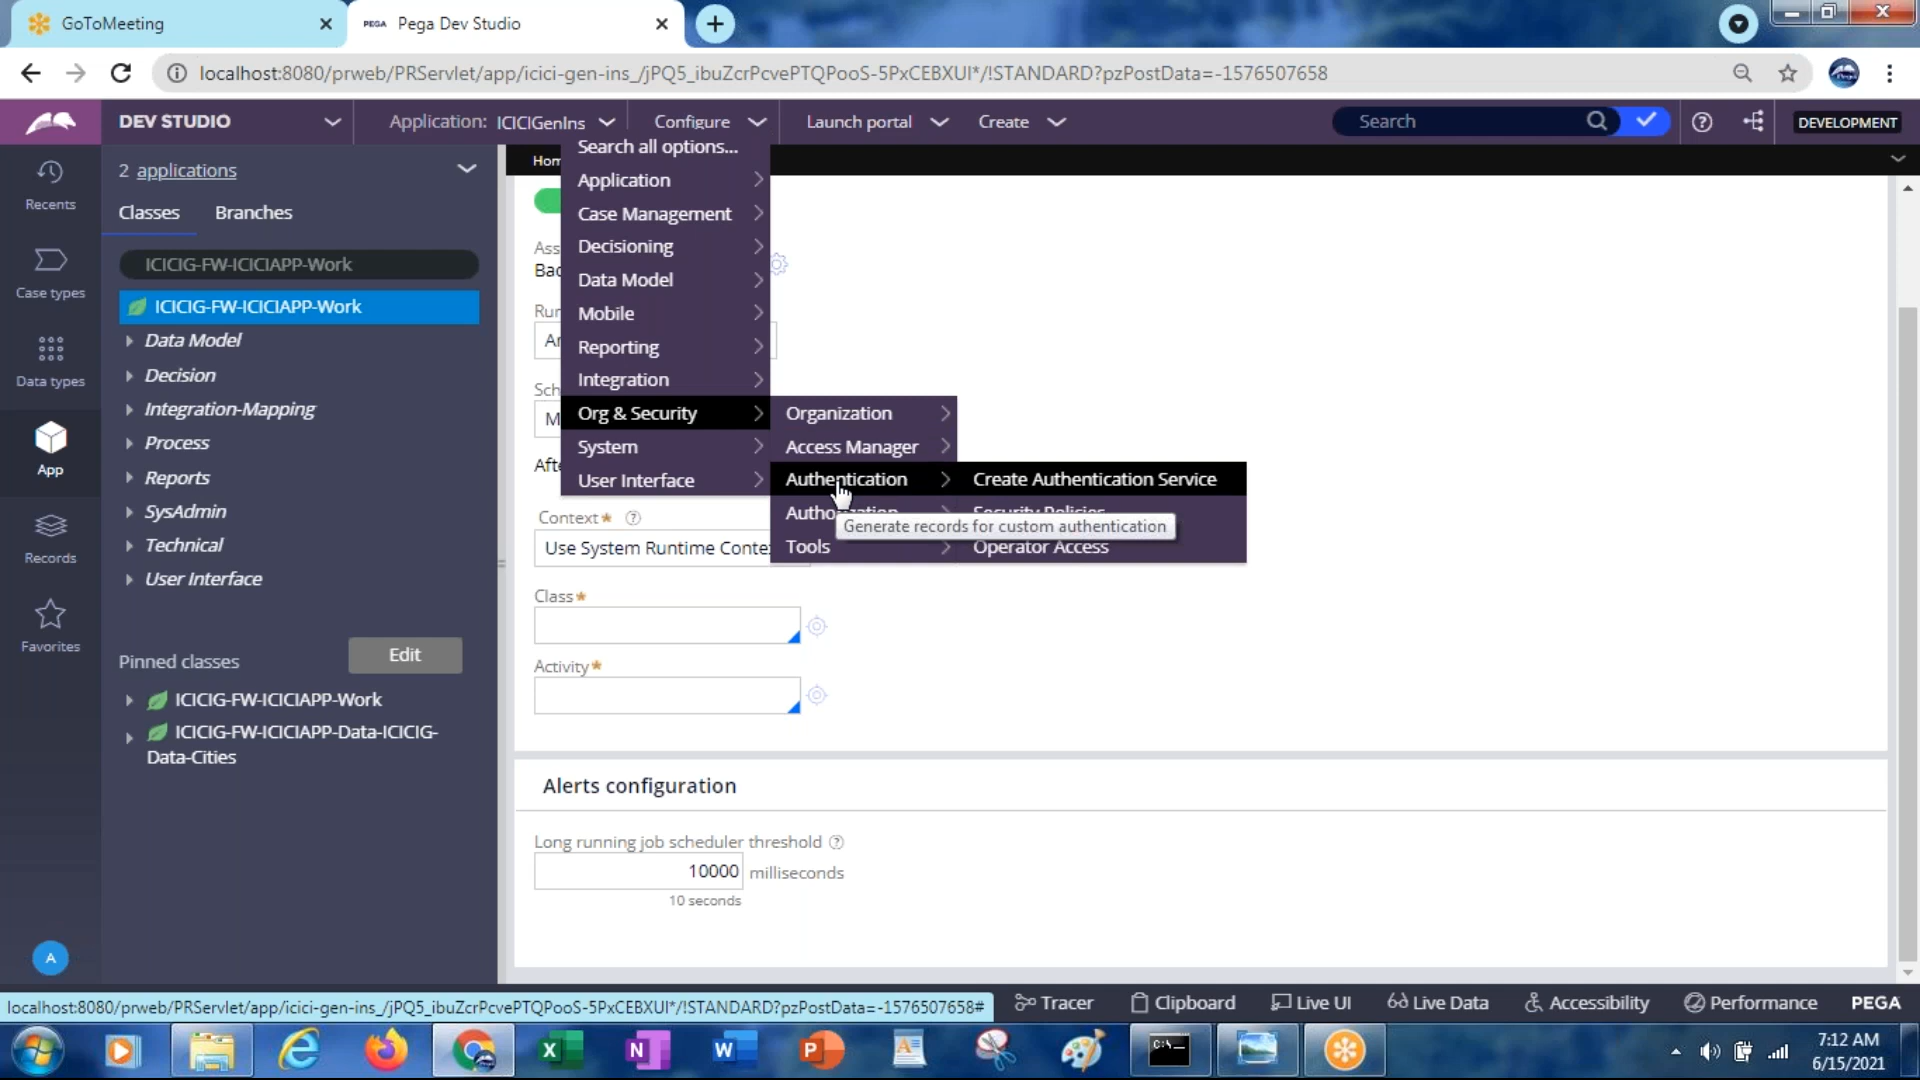 GoToMeeting
PEGA Pega Dev Studio
localhost:8080/prweb/PRServlet/app/icici-gen-ins_/jPQ5_ibuZcrPcvePTQPooS-5PxCEBXUI*/!STANDARD?pzPostData=-1576507658
DEV STUDIO
Application: ICICIGenIns
Configure
Launch portal
Create
Search
DEVELOPMENT
Recents
Case types
Data types
App
Records
Favorites
A
2 applications
Classes
Branches
ICICIG-FW-ICICIAPP-Work
ICICIG-FW-ICICIAPP-Work
Data Model
Decision
Integration-Mapping
Process
Reports
SysAdmin
Technical
User Interface
Pinned classes
Edit
ICICIG-FW-ICICIAPP-Work
ICICIG-FW-ICICIAPP-Data-ICICIG-
Data-Cities
Search all options...
Application
Case Management
Decisioning
Data Model
Mobile
Reporting
Integration
Org & Security
System
User Interface
Organization
Access Manager
Authentication
Tools
Create Authentication Service
Security Policies
Operator Access
Generate records for custom authentication
Context*
Use System Runtime Conte
Class*
Activity*
Alerts configuration
Long running job scheduler threshold
10000 milliseconds
10 seconds
localhost:8080/prweb/PRServlet/app/icici-gen-ins_/jPQ5_ibuZcrPcvePTQPooS-5PxCEBXUI*/!STANDARD?pzPostData=-1576507658#
Tracer
Clipboard
Live UI
Live Data
Accessibility
Performance
PEGA
7:12 AM
6/15/2021